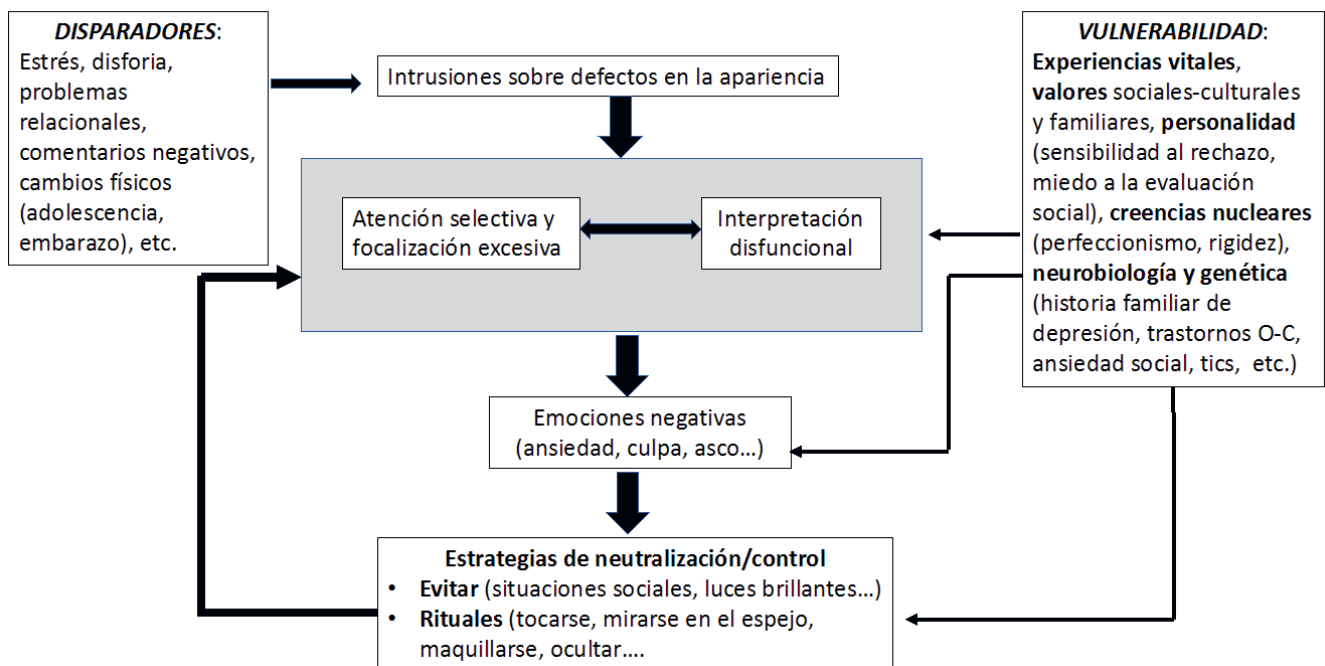 DISPARADORES:
Estrés, disforia,
problemas
relacionales,
comentarios negativos,
cambios físicos
(adolescencia,
embarazo), etc.
Intrusiones sobre defectos en la apariencia
Atención selectiva y
focalización excesiva
Interpretación
disfuncional
Emociones negativas
(ansiedad, culpa, asco…)
Estrategias de neutralización/control
• Evitar (situaciones sociales, luces brillantes…)
• Rituales (tocarse, mirarse en el espejo,
maquillarse, ocultar….
VULNERABILIDAD:
Experiencias vitales,
valores sociales-culturales
y familiares, personalidad
(sensibilidad al rechazo,
miedo a la evaluación
social), creencias nucleares
(perfeccionismo, rigidez),
neurobiología y genética
(historia familiar de
depresión, trastornos O-C,
ansiedad social, tics, etc.)